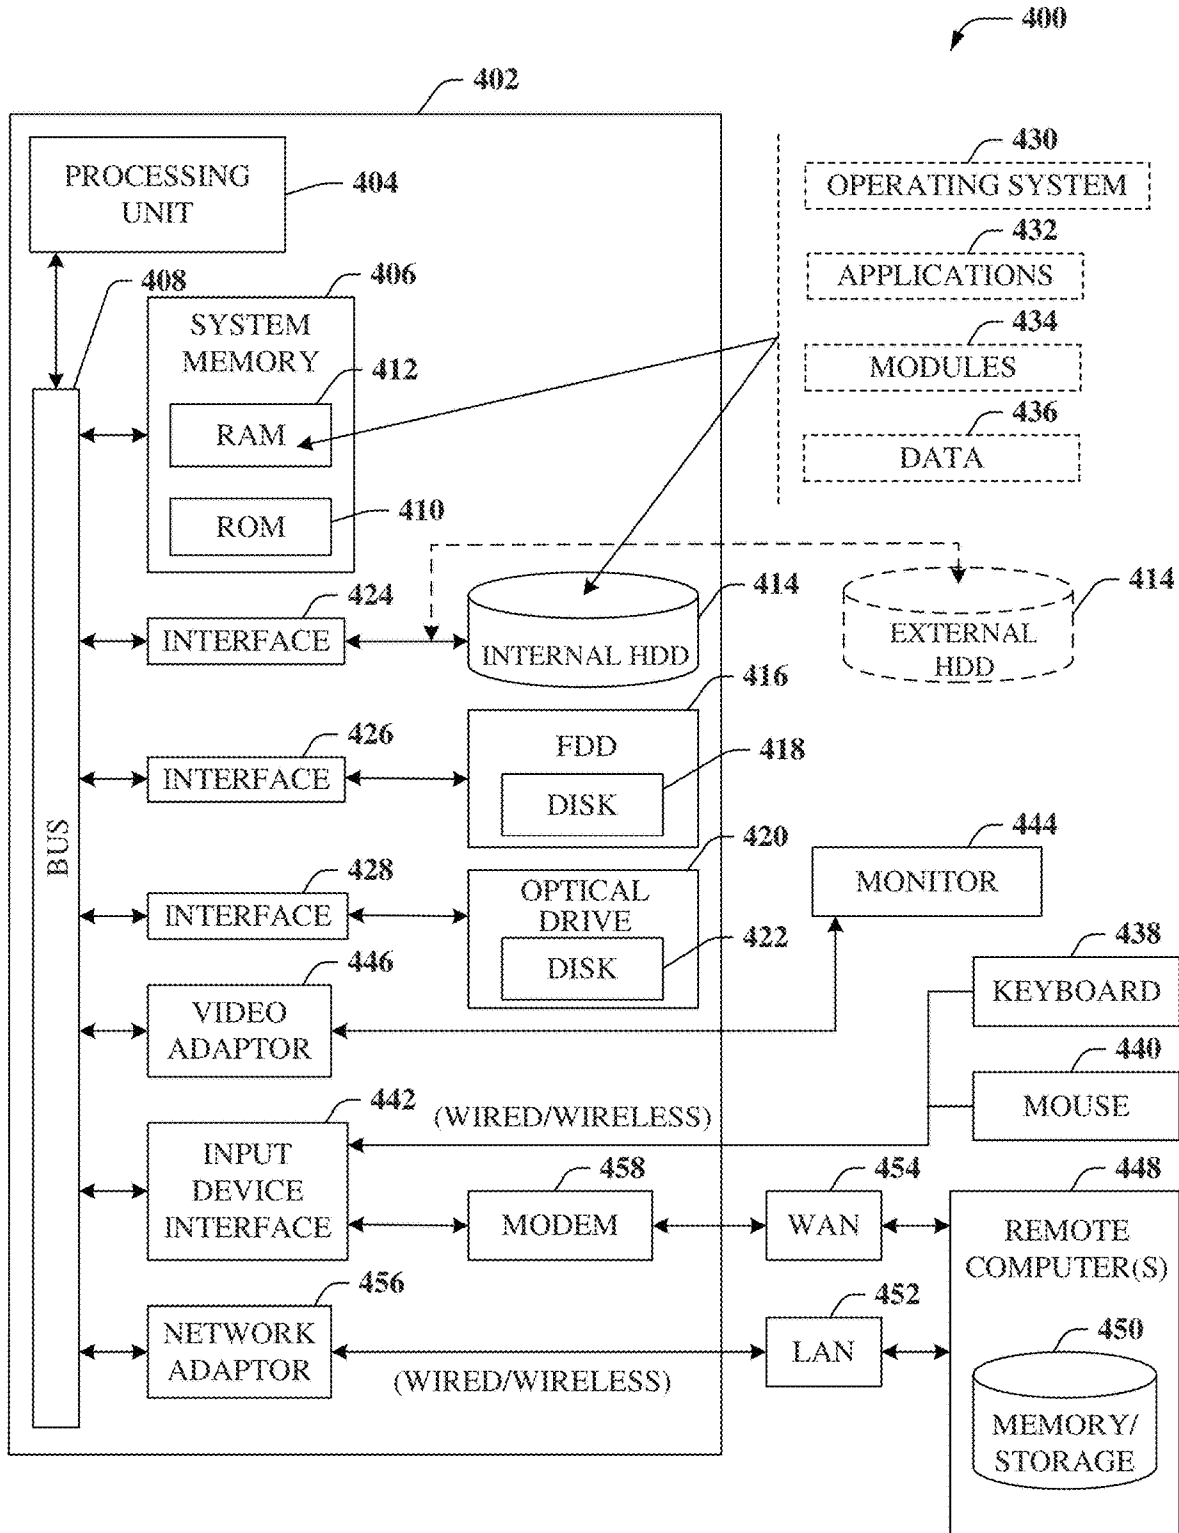 400
402
PROCESSING
UNIT
404
430
OPERATING SYSTEM
432
APPLICATIONS
434
MODULES
436
DATA
408
406
SYSTEM
MEMORY
412
RAM
410
ROM
BUS
424
INTERFACE
414
INTERNAL HDD
414
EXTERNAL
HDD
426
INTERFACE
416
FDD
418
DISK
428
INTERFACE
420
OPTICAL
DRIVE
422
DISK
444
MONITOR
446
VIDEO
ADAPTOR
438
KEYBOARD
440
MOUSE
442
INPUT
DEVICE
INTERFACE
(WIRED/WIRELESS)
458
MODEM
454
WAN
448
REMOTE
COMPUTER(S)
456
NETWORK
ADAPTOR
(WIRED/WIRELESS)
452
LAN
450
MEMORY/
STORAGE